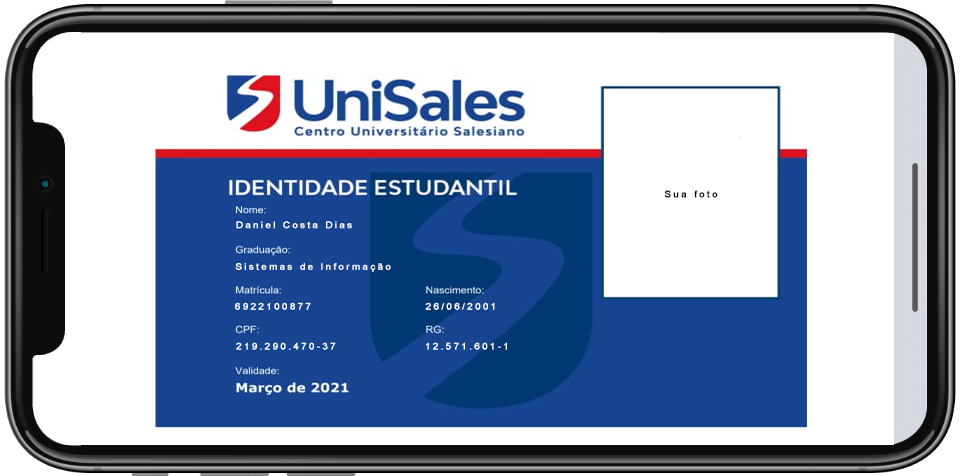 UniSales
Centro Universitário Salesiano
Sua foto
IDENTIDADE ESTUDANTIL
Nome:
Daniel Costa Dias
Graduação:
Sistemas de Informação
Matrícula: Nascimento:
6922100877 26/06/2001
CPF: RG:
219.290.470-37 12.571.601-1
Validade:
Março de 2021